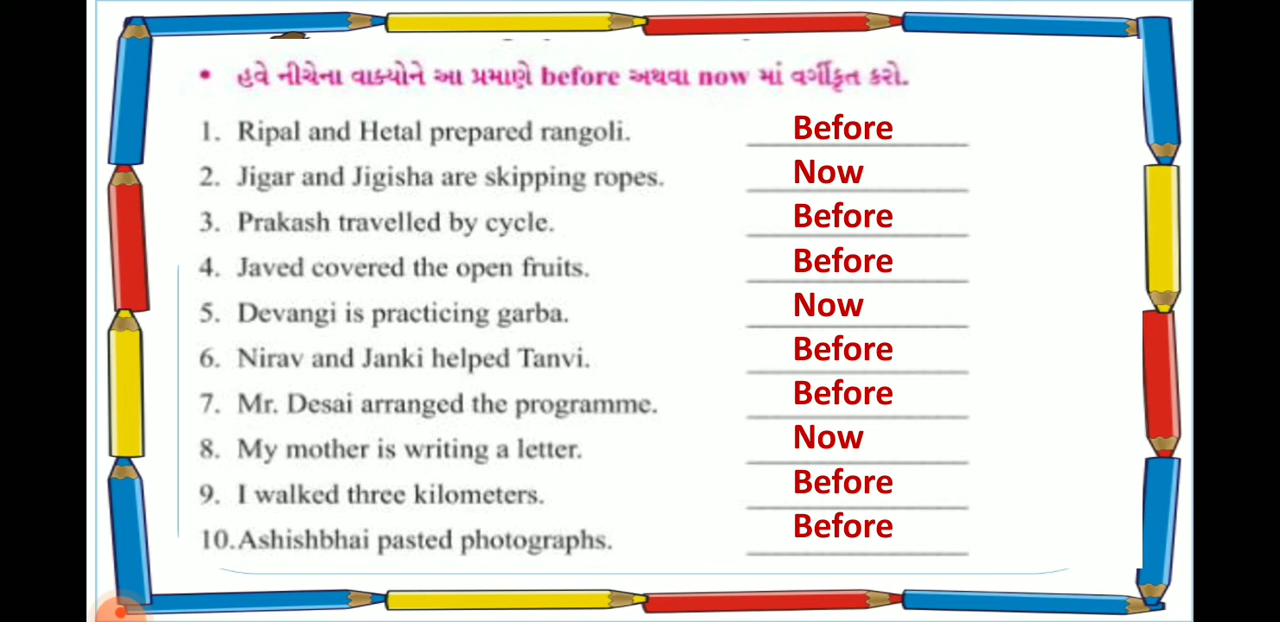 • હવે નીચેના વાક્યોને આ પ્રમાણે before અથવા now માં વર્ગીકૃત કરો.
1. Ripal and Hetal prepared rangoli. Before
2. Jigar and Jigisha are skipping ropes. Now
3. Prakash travelled by cycle. Before
4. Javed covered the open fruits. Before
5. Devangi is practicing garba. Now
6. Nirav and Janki helped Tanvi. Before
7. Mr. Desai arranged the programme. Before
8. My mother is writing a letter. Now
9. I walked three kilometers. Before
10. Ashishbhai pasted photographs. Before